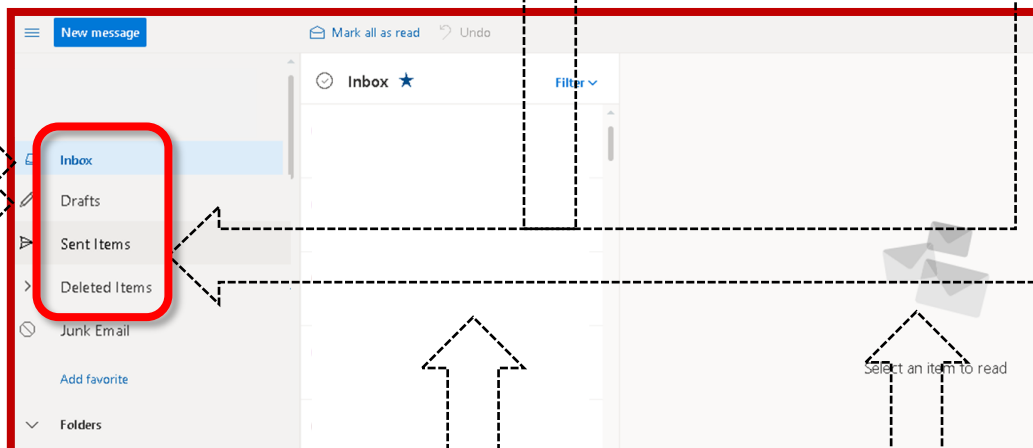 New message
Mark all as read
Undo
Inbox
Filter
Inbox
Drafts
Sent Items
Deleted Items
Junk Email
Select an item to read
Add favorite
Folders